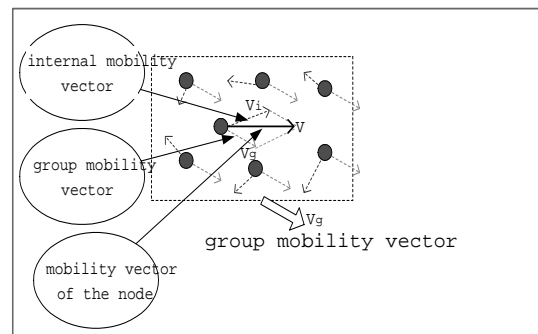 internal mobility
vector
group mobility
vector
mobility vector
of the node
Vi
V
Vg
Vg
group mobility vector